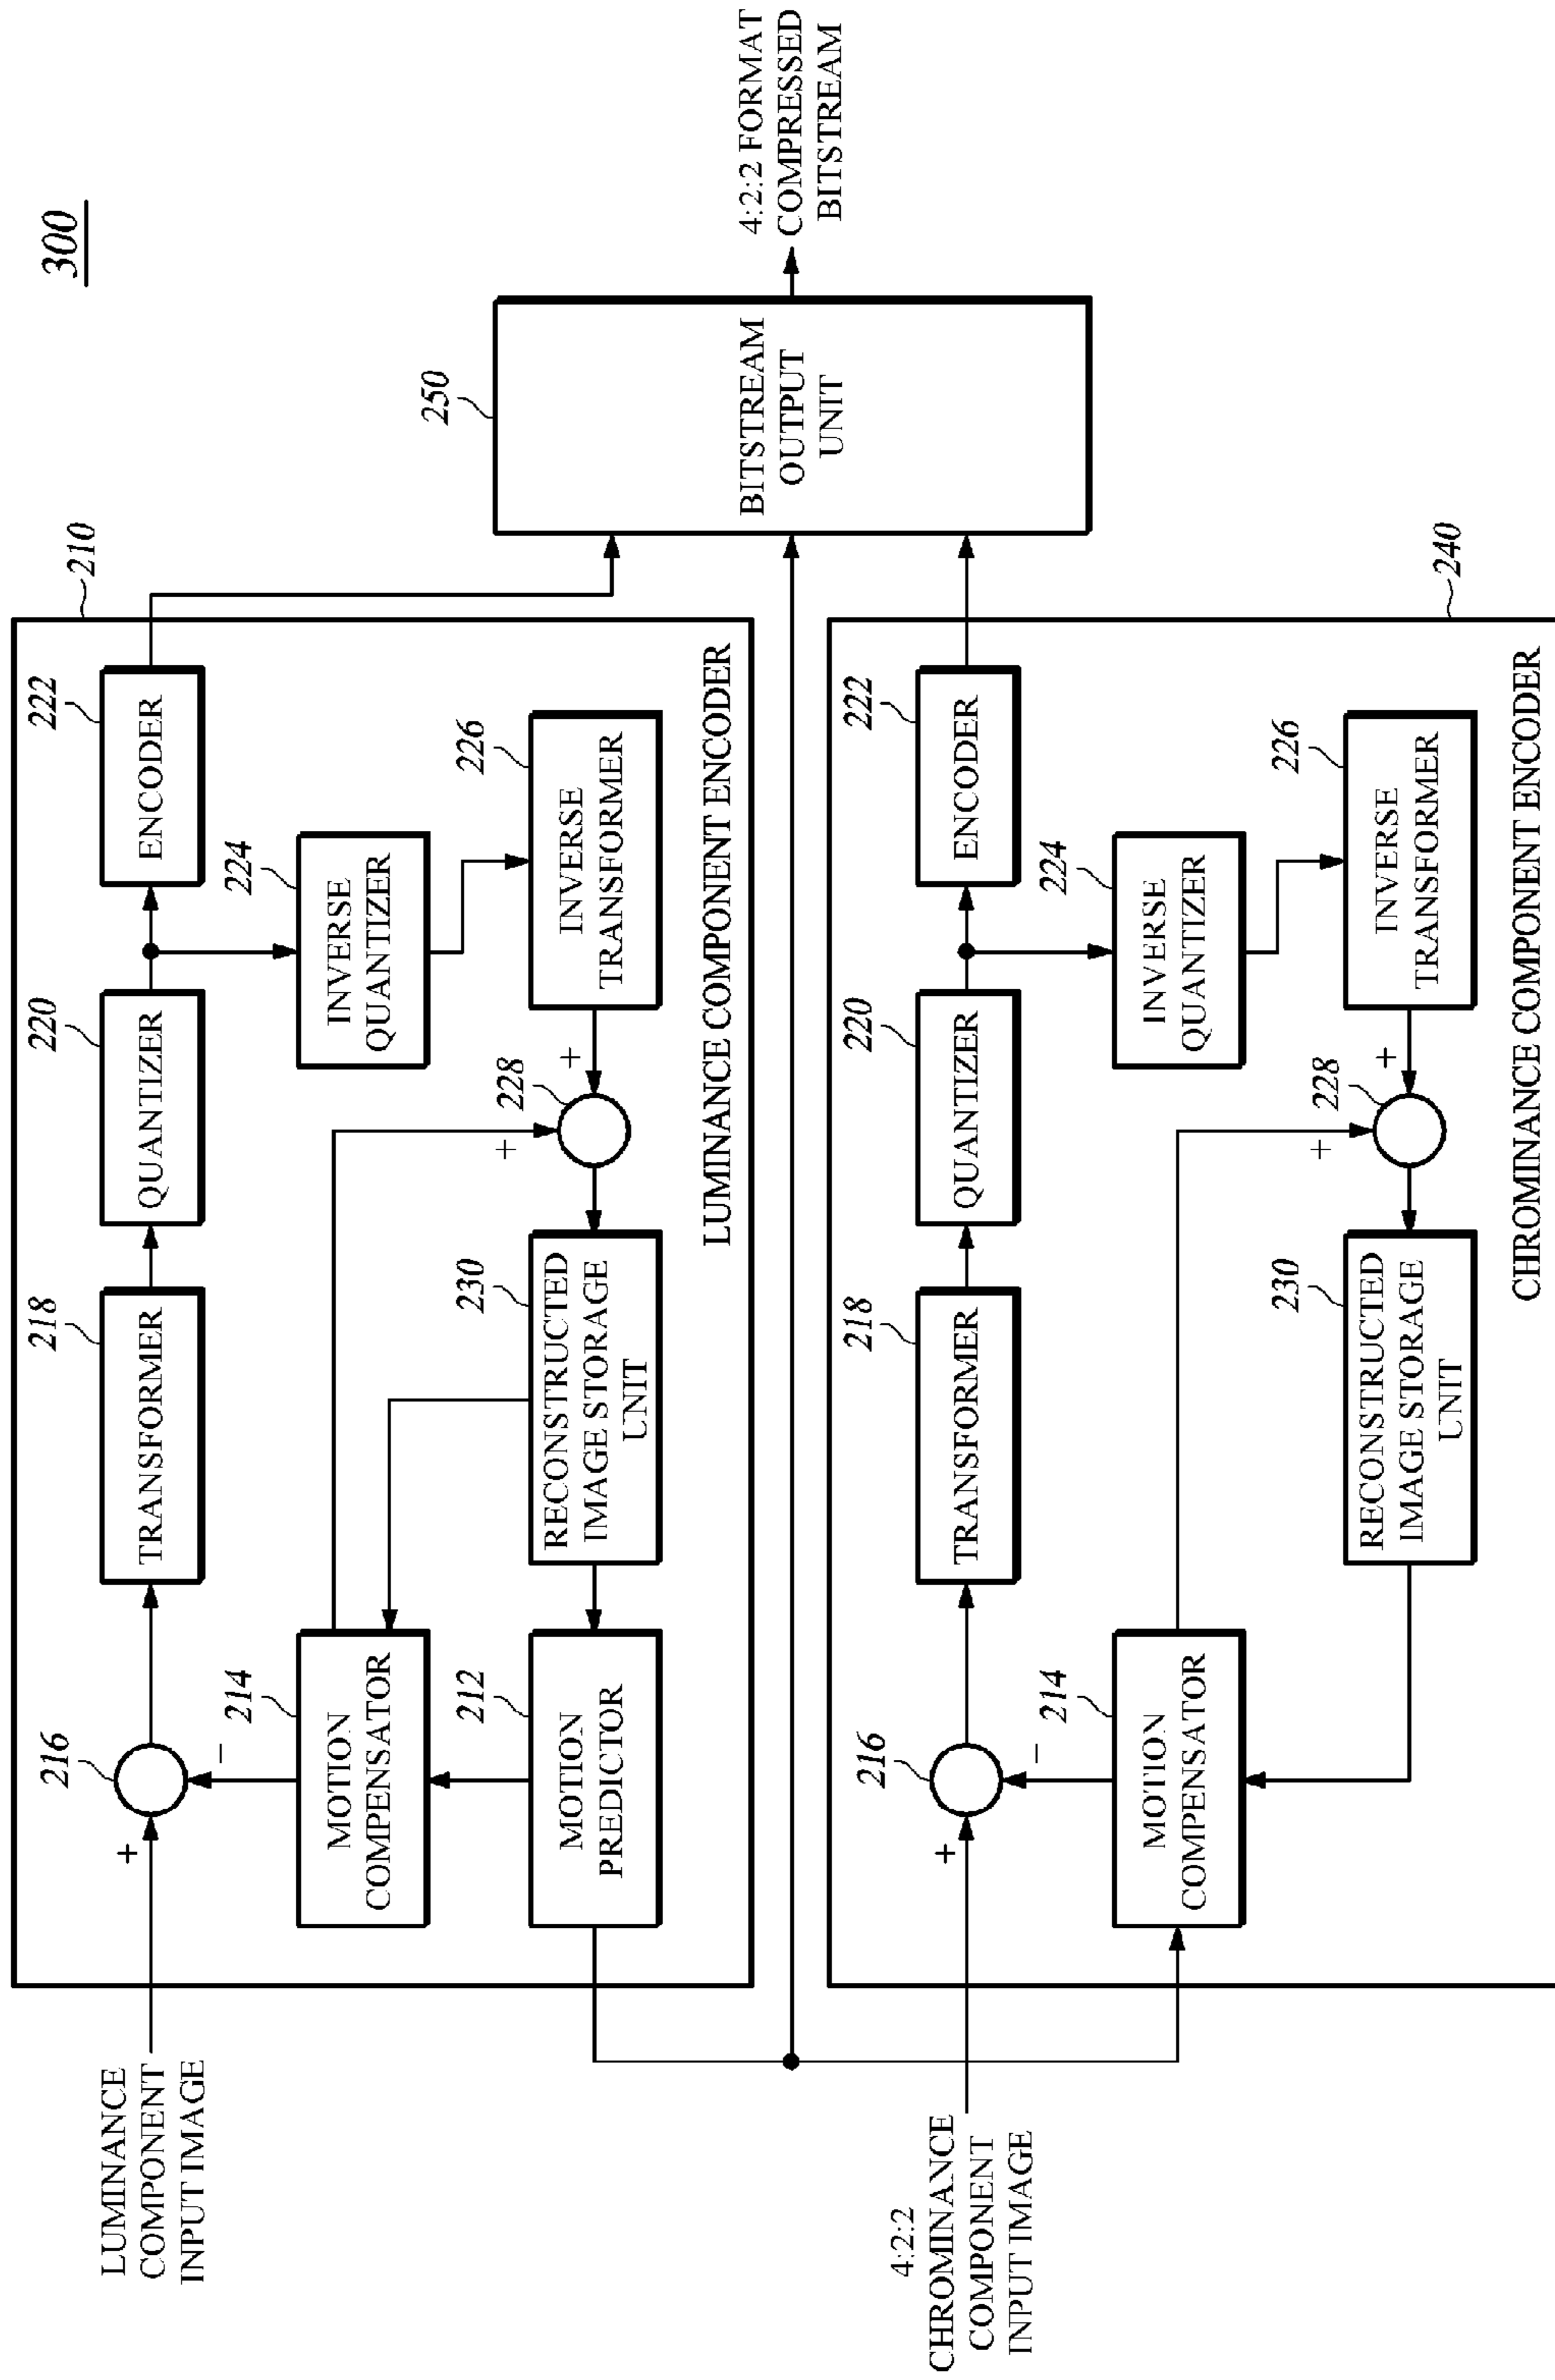 300
LUMINANCE
COMPONENT
INPUT IMAGE
+
216
−
218
TRANSFORMER
220
QUANTIZER
222
ENCODER
210
214
MOTION
COMPENSATOR
224
INVERSE
QUANTIZER
212
MOTION
PREDICTOR
230
RECONSTRUCTED
IMAGE STORAGE
UNIT
+
228
+
226
INVERSE
TRANSFORMER
LUMINANCE COMPONENT ENCODER
250
BITSTREAM
OUTPUT
UNIT
4:2:2 FORMAT
COMPRESSED
BITSTREAM
4:2:2
CHROMINANCE
COMPONENT
INPUT IMAGE
+
216
−
218
TRANSFORMER
220
QUANTIZER
222
ENCODER
214
MOTION
COMPENSATOR
224
INVERSE
QUANTIZER
230
RECONSTRUCTED
IMAGE STORAGE
UNIT
+
228
+
226
INVERSE
TRANSFORMER
240
CHROMINANCE COMPONENT ENCODER